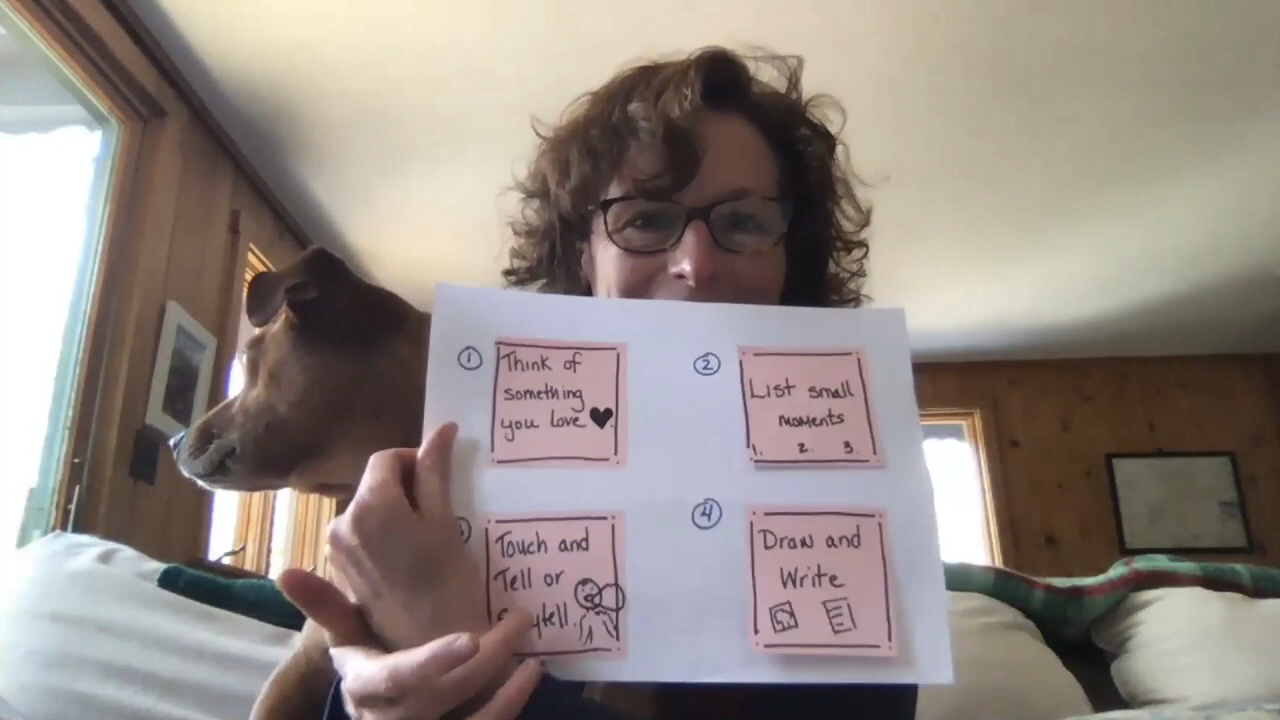 1 Think of
something
you love ♥.
2 List small
moments
1. 2. 3.
Touch and
Tell or
4 Draw and
Write